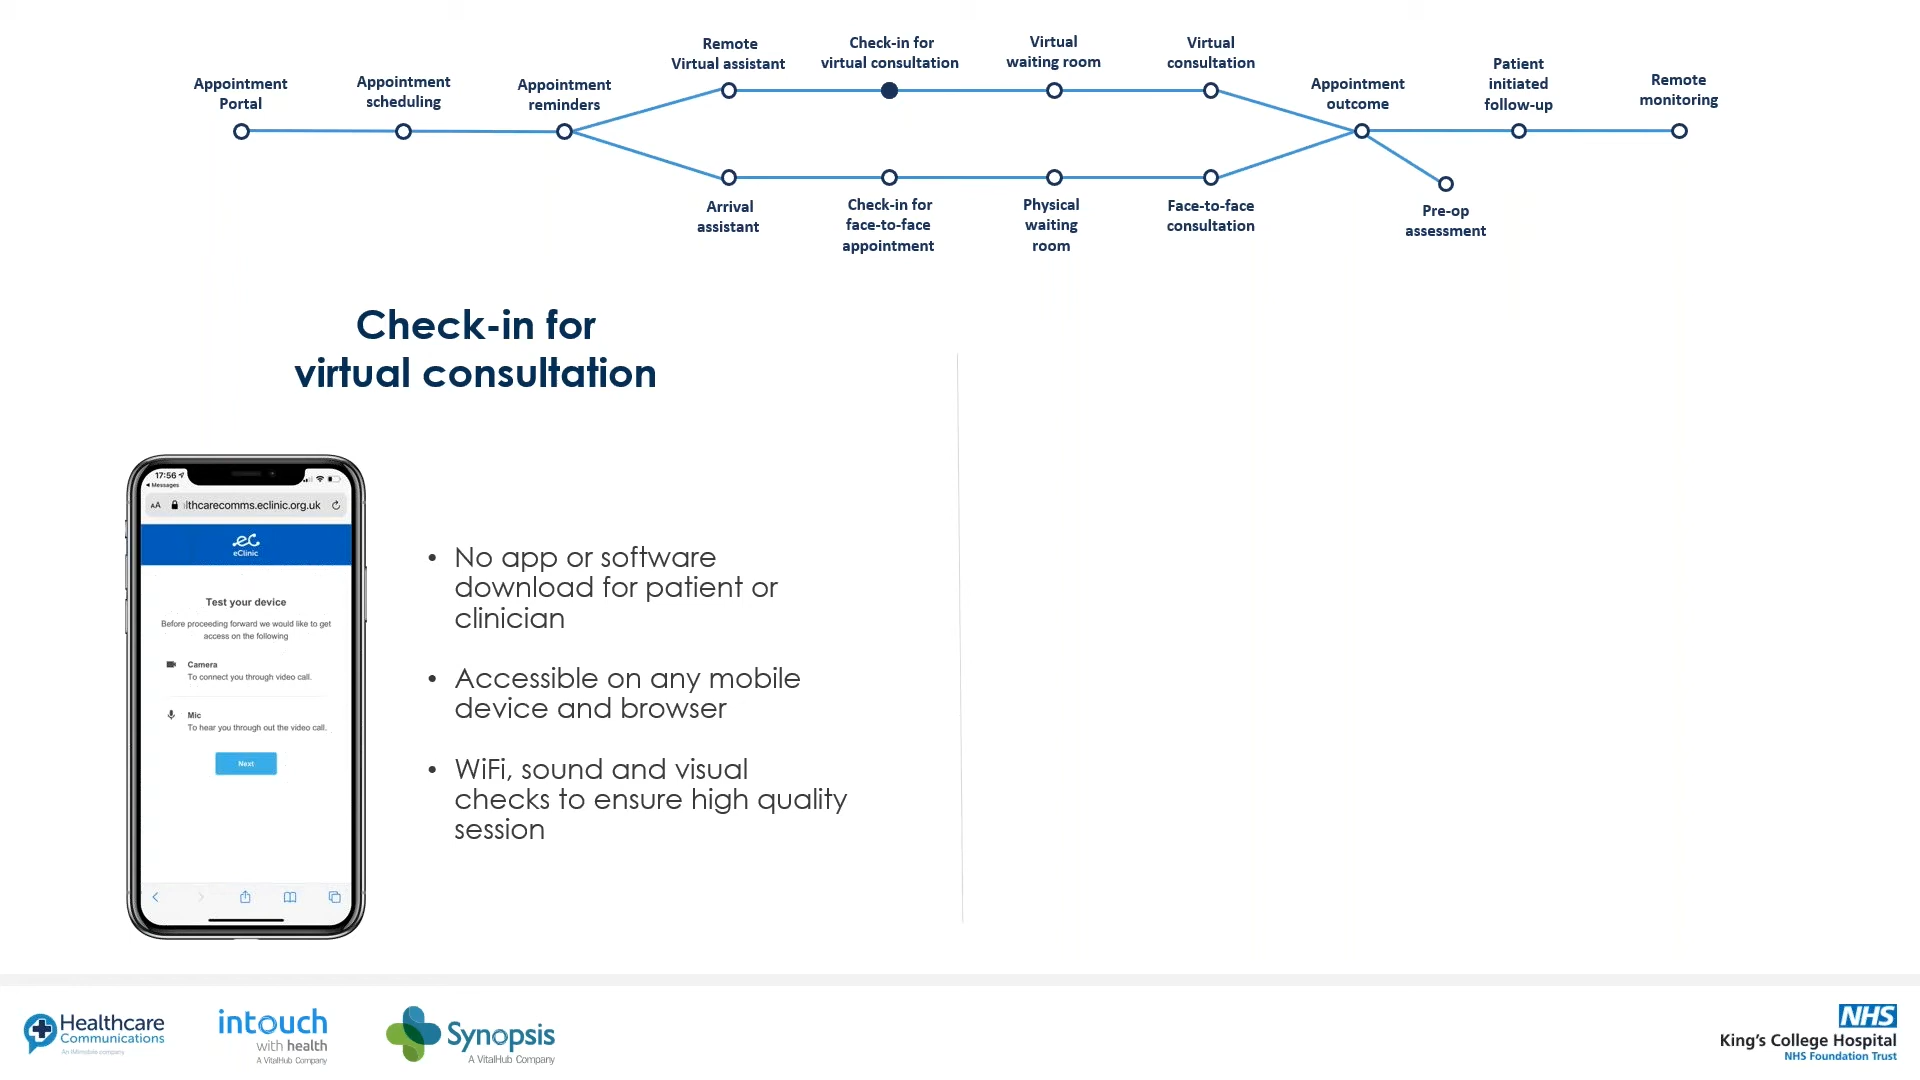 Remote
Virtual assistant
Check-in for
virtual consultation
Virtual
waiting room
Virtual
consultation
Appointment
Portal
Appointment
scheduling
Appointment
reminders
Appointment
outcome
Patient
initiated
follow-up
Remote
monitoring
Arrival
assistant
Check-in for
face-to-face
appointment
Physical
waiting
room
Face-to-face
consultation
Pre-op
assessment
Check-in for
virtual consultation
17:56
Messages
AA
lthcarecomms.eclinic.org.uk
eC
eClinic
Test your device
Before proceeding forward we would like to get
access on the following
Camera
To connect you through video call.
Mic
To hear you through out the video call.
Next
• No app or software
download for patient or
clinician
• Accessible on any mobile
device and browser
• WiFi, sound and visual
checks to ensure high quality
session
Healthcare
Communications
An IMImobile company
intouch
with health
A VitalHub Company
Synopsis
A VitalHub Company
NHS
King's College Hospital
NHS Foundation Trust